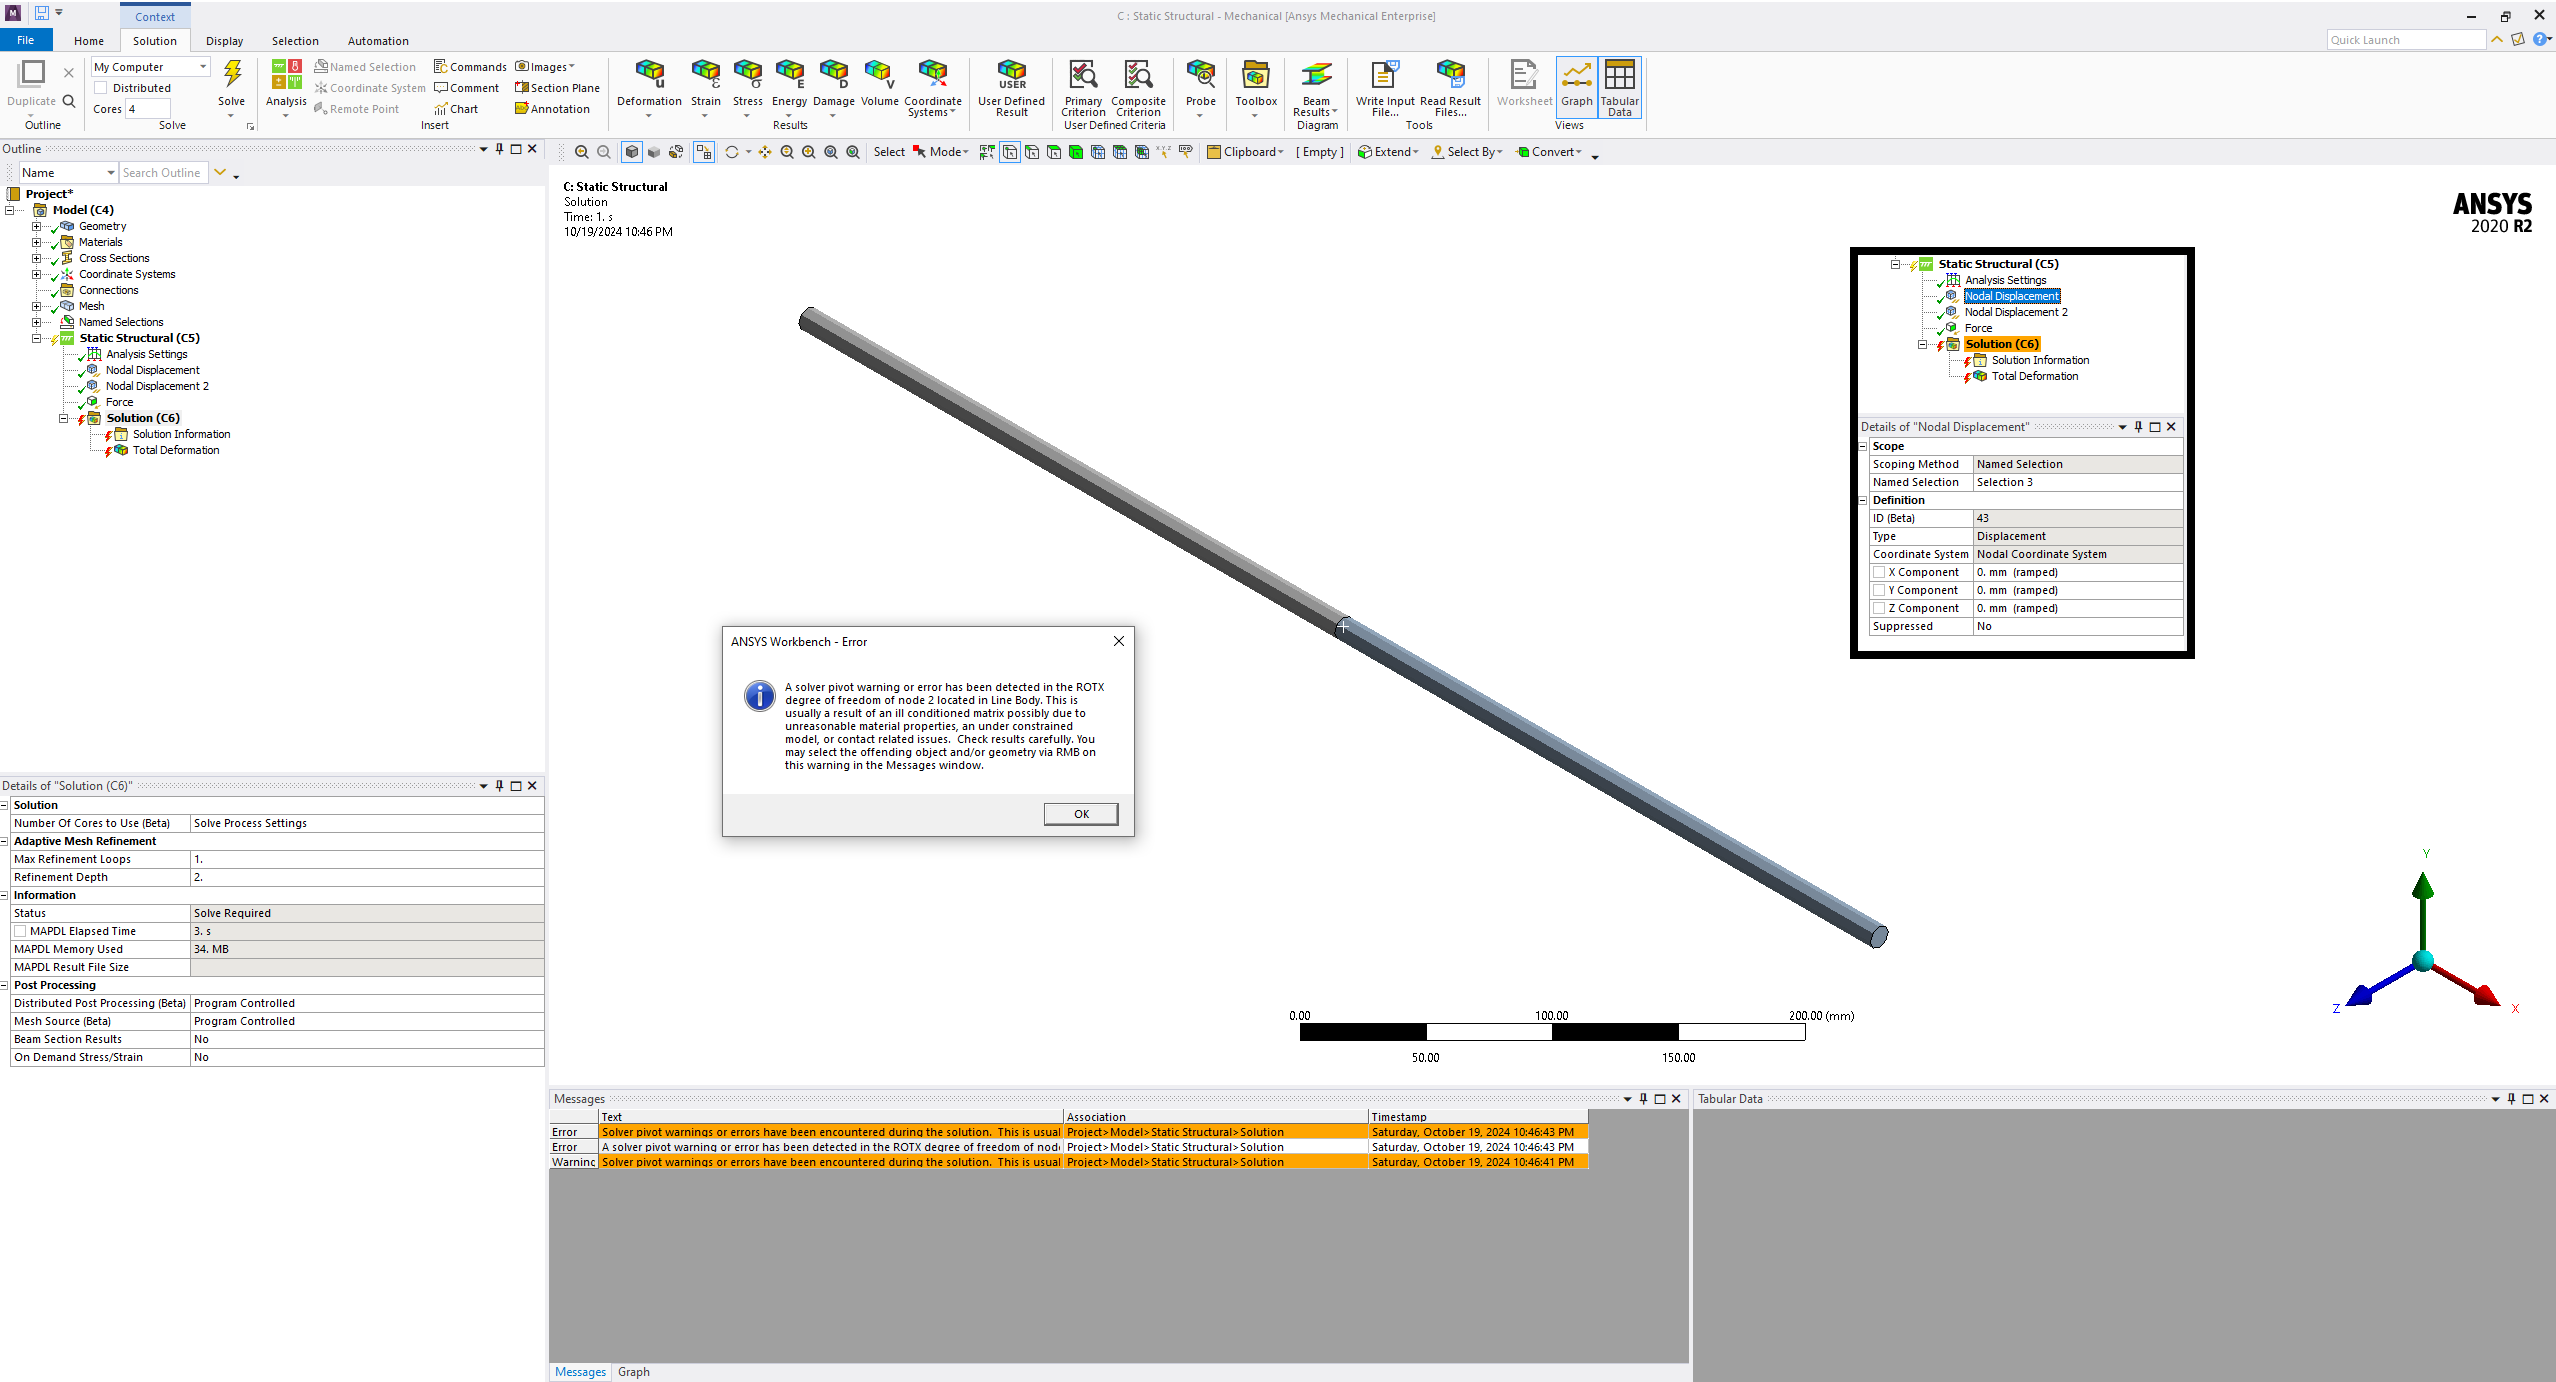 Context
C : Static Structural - Mechanical [Ansys Mechanical Enterprise]
File Home Solution Display Selection Automation
Quick Launch
Duplicate
Outline
My Computer
Distributed
Cores 4
Solve
Solve
Analysis
Named Selection
Coordinate System
Remote Point
Commands
Comment
Chart
Images
Section Plane
Annotation
Insert
Deformation Strain Stress Energy Damage Volume Coordinate Systems
Results
USER
User Defined Result
Primary Criterion
Composite Criterion
User Defined Criteria
Probe
Toolbox
Beam Results
Diagram
Write Input File...
Read Result Files...
Tools
Worksheet Graph Tabular Data
Views
Outline
Name Search Outline
Select Mode Clipboard [ Empty ] Extend Select By Convert
Project*
Model (C4)
Geometry
Materials
Cross Sections
Coordinate Systems
Connections
Mesh
Named Selections
Static Structural (C5)
Analysis Settings
Nodal Displacement
Nodal Displacement 2
Force
Solution (C6)
Solution Information
Total Deformation
C: Static Structural
Solution
Time: 1. s
10/19/2024 10:46 PM
ANSYS
2020 R2
Static Structural (C5)
Analysis Settings
Nodal Displacement
Nodal Displacement 2
Force
Solution (C6)
Solution Information
Total Deformation
Details of "Nodal Displacement"
Scope
Scoping Method Named Selection
Named Selection Selection 3
Definition
ID (Beta) 43
Type Displacement
Coordinate System Nodal Coordinate System
X Component 0. mm (ramped)
Y Component 0. mm (ramped)
Z Component 0. mm (ramped)
Suppressed No
ANSYS Workbench - Error
A solver pivot warning or error has been detected in the ROTX
degree of freedom of node 2 located in Line Body. This is
usually a result of an ill conditioned matrix possibly due to
unreasonable material properties, an under constrained
model, or contact related issues. Check results carefully. You
may select the offending object and/or geometry via RMB on
this warning in the Messages window.
OK
Details of "Solution (C6)"
Solution
Number Of Cores to Use (Beta) Solve Process Settings
Adaptive Mesh Refinement
Max Refinement Loops 1.
Refinement Depth 2.
Information
Status Solve Required
MAPDL Elapsed Time 3. s
MAPDL Memory Used 34. MB
MAPDL Result File Size
Post Processing
Distributed Post Processing (Beta) Program Controlled
Mesh Source (Beta) Program Controlled
Beam Section Results No
On Demand Stress/Strain No
0.00 100.00 200.00 (mm)
50.00 150.00
Y
Z X
Messages
Text Association Timestamp
Error Solver pivot warnings or errors have been encountered during the solution. This is usual Project>Model>Static Structural>Solution Saturday, October 19, 2024 10:46:43 PM
Error A solver pivot warning or error has been detected in the ROTX degree of freedom of nod Project>Model>Static Structural>Solution Saturday, October 19, 2024 10:46:43 PM
Warning Solver pivot warnings or errors have been encountered during the solution. This is usual Project>Model>Static Structural>Solution Saturday, October 19, 2024 10:46:41 PM
Messages Graph
Tabular Data